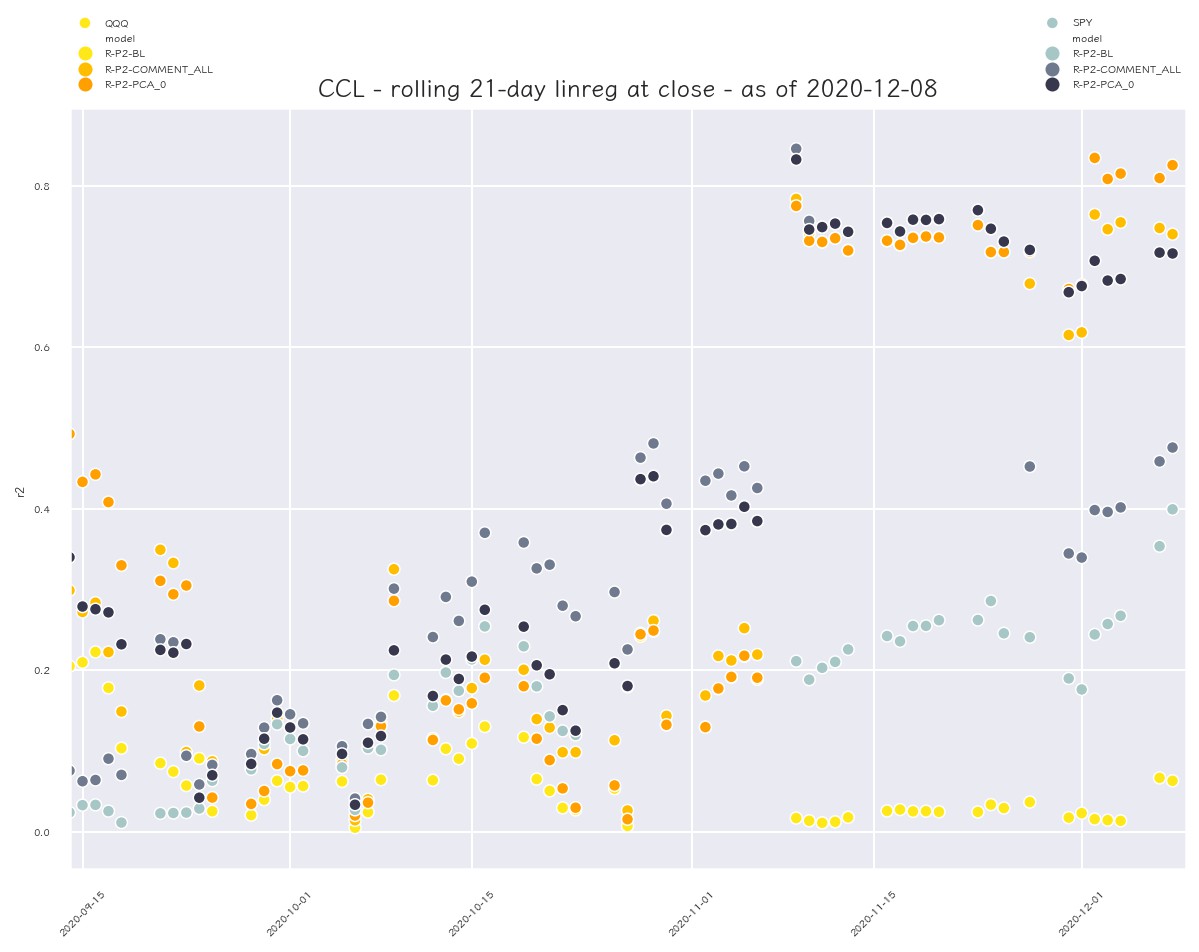 QQQ
model
R-P2-BL
R-P2-COMMENT_ALL
R-P2-PCA_0
SPY
model
R-P2-BL
R-P2-COMMENT_ALL
R-P2-PCA_0
CCL - rolling 21-day linreg at close - as of 2020-12-08
0.8
0.6
0.4
0.2
0.0
r2
2020-09-15
2020-10-01
2020-10-15
2020-11-01
2020-11-15
2020-12-01